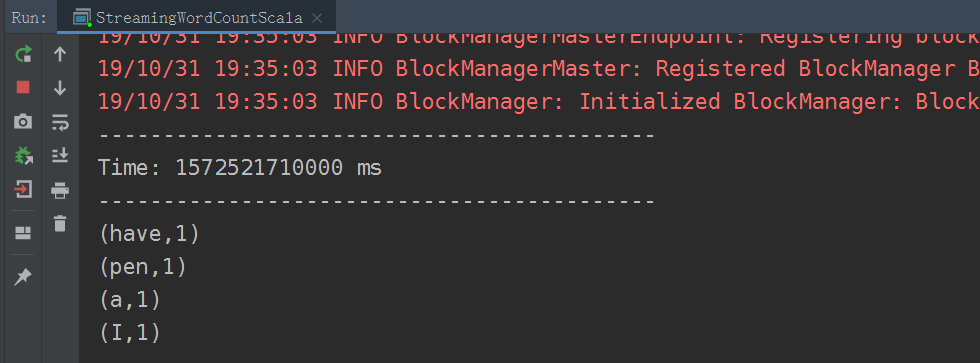 Run: StreamingWordCountScala
19/10/31 19:35:03 INFO BlockManagerMasterEndpoint: Registering block
19/10/31 19:35:03 INFO BlockManagerMaster: Registered BlockManager B
19/10/31 19:35:03 INFO BlockManager: Initialized BlockManager: Block
-------------------------------------------
Time: 1572521710000 ms
-------------------------------------------
(have,1)
(pen,1)
(a,1)
(I,1)